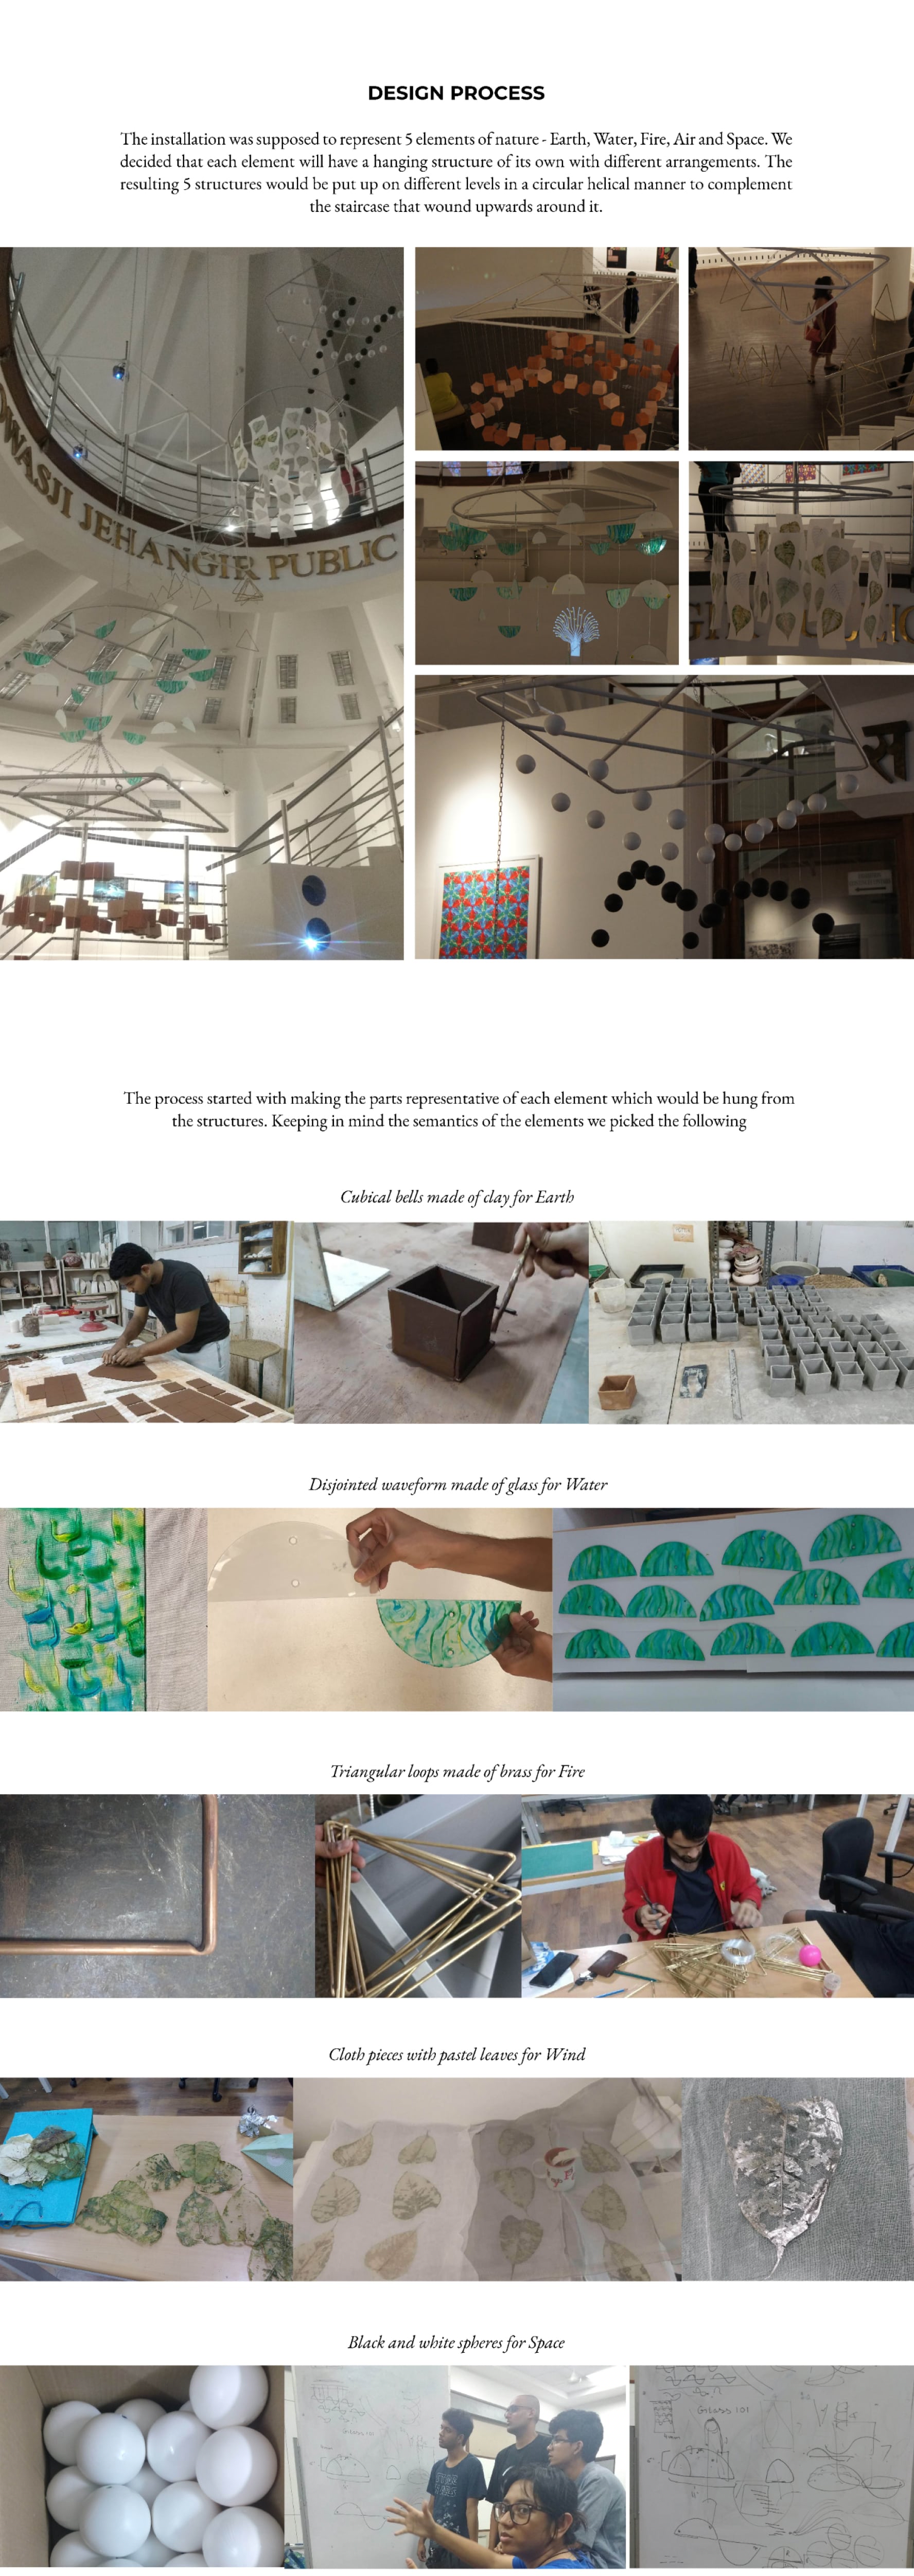 DESIGN PROCESS
The installation was supposed to represent 5 elements of nature - Earth, Water, Fire, Air and Space. We
decided that each element will have a hanging structure of its own with different arrangements. The
resulting 5 structures would be put up on different levels in a circular helical manner to complement
the staircase that wound upwards around it.
OWASJI JEHANGIR PUBLIC
The process started with making the parts representative of each element which would be hung from
the structures. Keeping in mind the semantics of the elements we picked the following
Cubical bells made of clay for Earth
Disjointed waveform made of glass for Water
Triangular loops made of brass for Fire
Cloth pieces with pastel leaves for Wind
Black and white spheres for Space
Glass 101
Glass 101